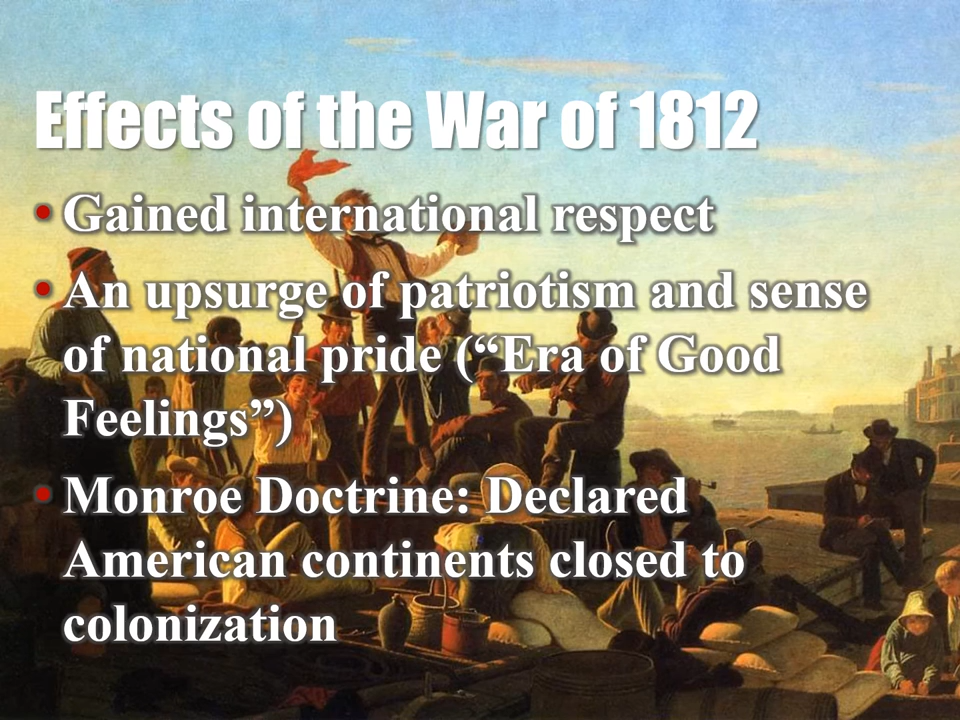 Effects of the War of 1812
• Gained international respect
• An upsurge of patriotism and sense
of national pride (“Era of Good
Feelings”)
• Monroe Doctrine: Declared
American continents closed to
colonization